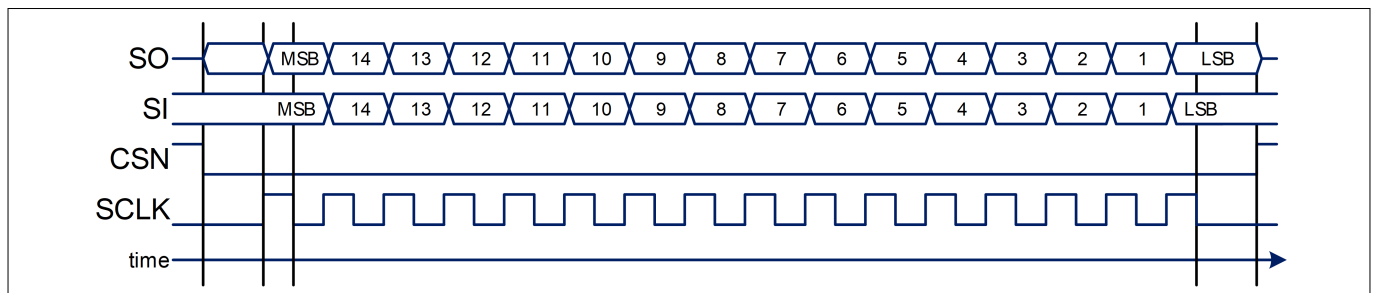 SO MSB 14 13 12 11 10 9 8 7 6 5 4 3 2 1 LSB
SI MSB 14 13 12 11 10 9 8 7 6 5 4 3 2 1 LSB
CSN
SCLK
time